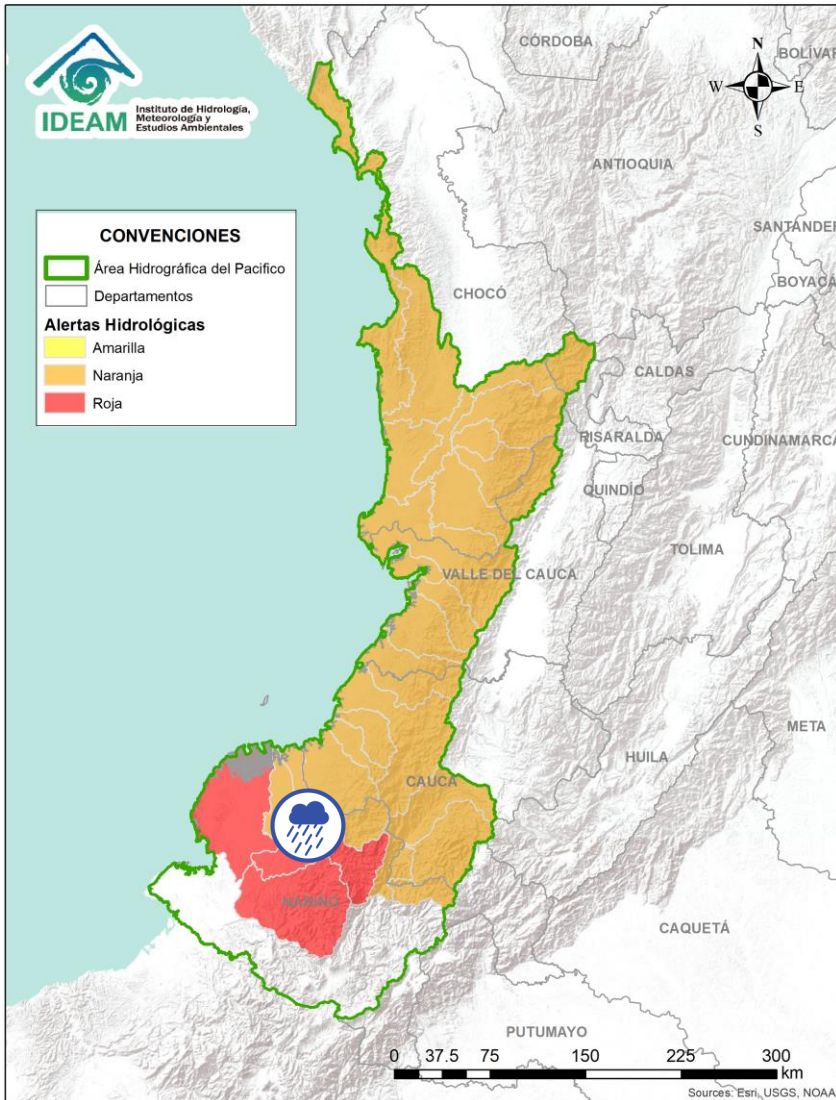 IDEAM
Instituto de Hidrología,
Meteorología y
Estudios Ambientales
CÓRDOBA
BOLÍVAR
N
W
E
S
ANTIOQUIA
SANTANDER
BOYACÁ
CHOCÓ
CONVENCIONES
Área Hidrográfica del Pacifico
Departamentos
Alertas Hidrológicas
Amarilla
Naranja
Roja
CALDAS
RISARALDA
CUNDINAMARCA
QUINDÍO
TOLIMA
VALLE DEL CAUCA
META
HUILA
CAUCA
NARIÑO
CAQUETÁ
PUTUMAYO
0 37.5 75 150 225 300
km
Sources: Esri, USGS, NOAA